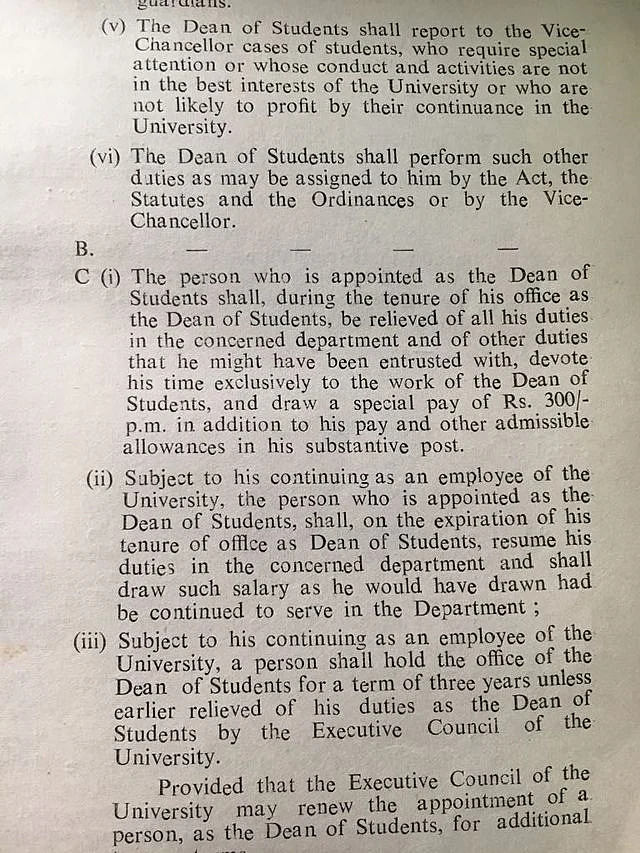 guardians.
(v) The Dean of Students shall report to the Vice-
Chancellor cases of students, who require special
attention or whose conduct and activities are not
in the best interests of the University or who are
not likely to profit by their continuance in the
University.
(vi) The Dean of Students shall perform such other
duties as may be assigned to him by the Act, the
Statutes and the Ordinances or by the Vice-
Chancellor.
B. — — — —
C (i) The person who is appointed as the Dean of
Students shall, during the tenure of his office as
the Dean of Students, be relieved of all his duties
in the concerned department and of other duties
that he might have been entrusted with, devote
his time exclusively to the work of the Dean of
Students, and draw a special pay of Rs. 300/-
p.m. in addition to his pay and other admissible
allowances in his substantive post.
(ii) Subject to his continuing as an employee of the
University, the person who is appointed as the
Dean of Students, shall, on the expiration of his
tenure of office as Dean of Students, resume his
duties in the concerned department and shall
draw such salary as he would have drawn had
be continued to serve in the Department ;
(iii) Subject to his continuing as an employee of the
University, a person shall hold the office of the
Dean of Students for a term of three years unless
earlier relieved of his duties as the Dean of
Students by the Executive Council of the
University.
Provided that the Executive Council of the
University may renew the appointment of a
person, as the Dean of Students, for additional